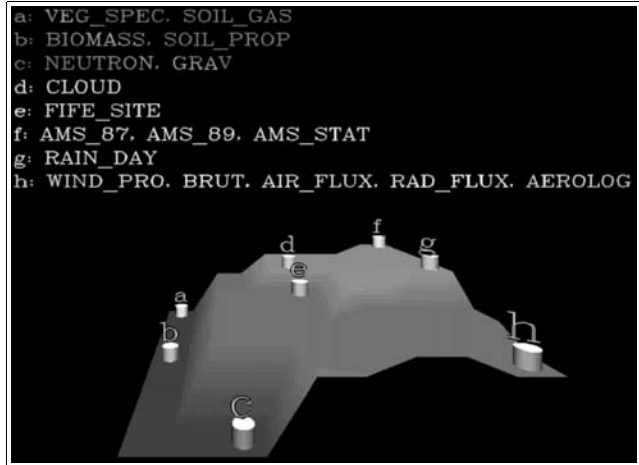 a: VEG_SPEC. SOIL_GAS
b: BIOMASS. SOIL_PROP
c: NEUTRON. GRAV
d: CLOUD
e: FIFE_SITE
f: AMS_87. AMS_89. AMS_STAT
g: RAIN_DAY
h: WIND_PRO. BRUT. AIR_FLUX. RAD_FLUX. AEROLOG
f
d
g
e
a
h
b
c